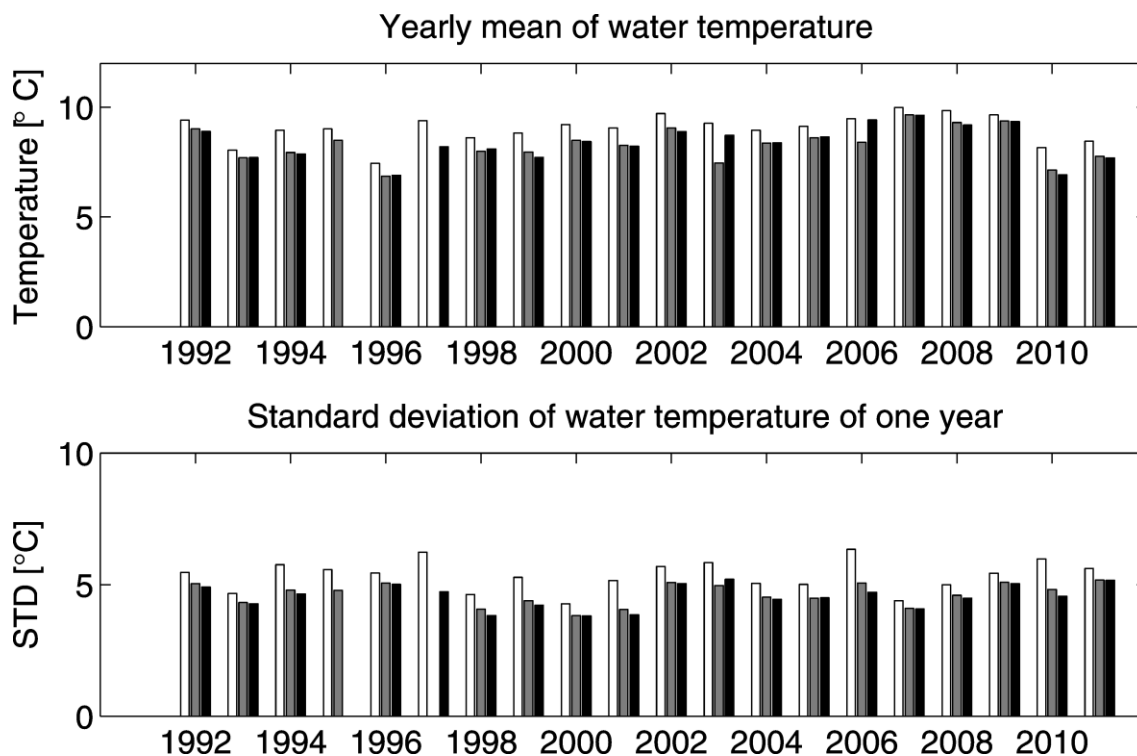 Yearly mean of water temperature
Temperature [° C]
10
5
0
1992 1994 1996 1998 2000 2002 2004 2006 2008 2010
Standard deviation of water temperature of one year
STD [°C]
10
5
0
1992 1994 1996 1998 2000 2002 2004 2006 2008 2010